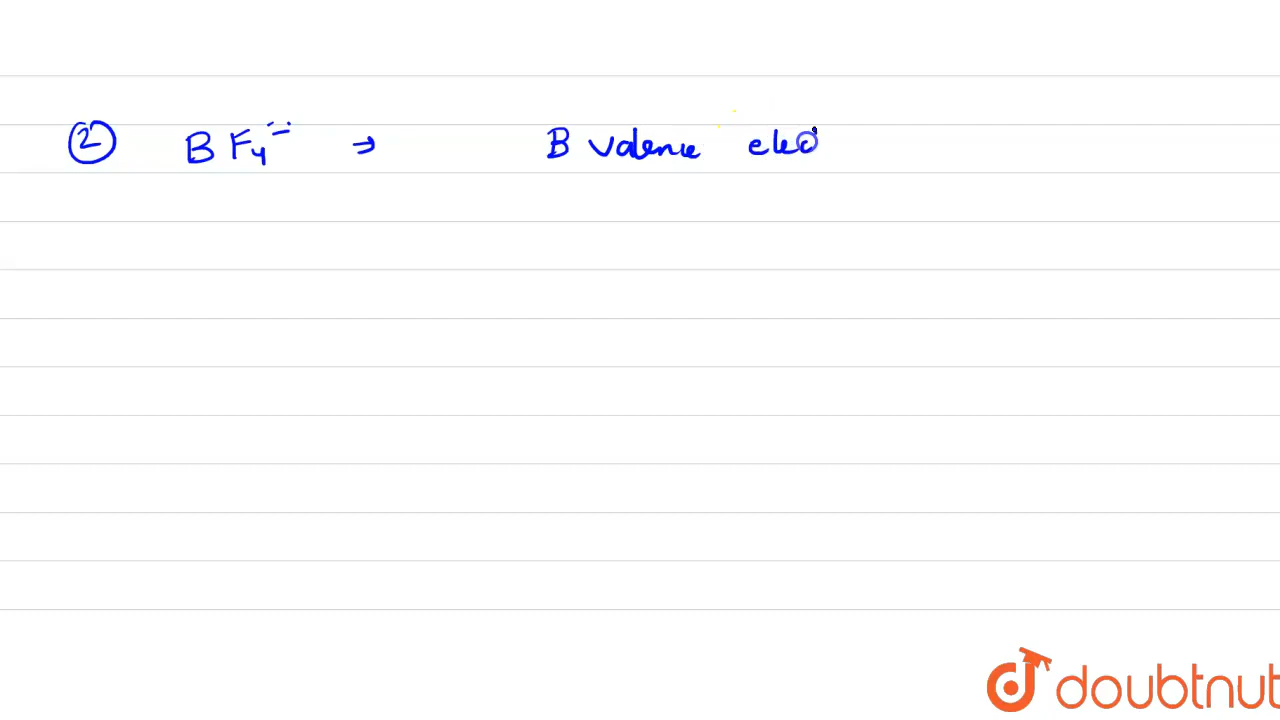 ② BF₄⁻ ⇒ B valence elec
doubtnut